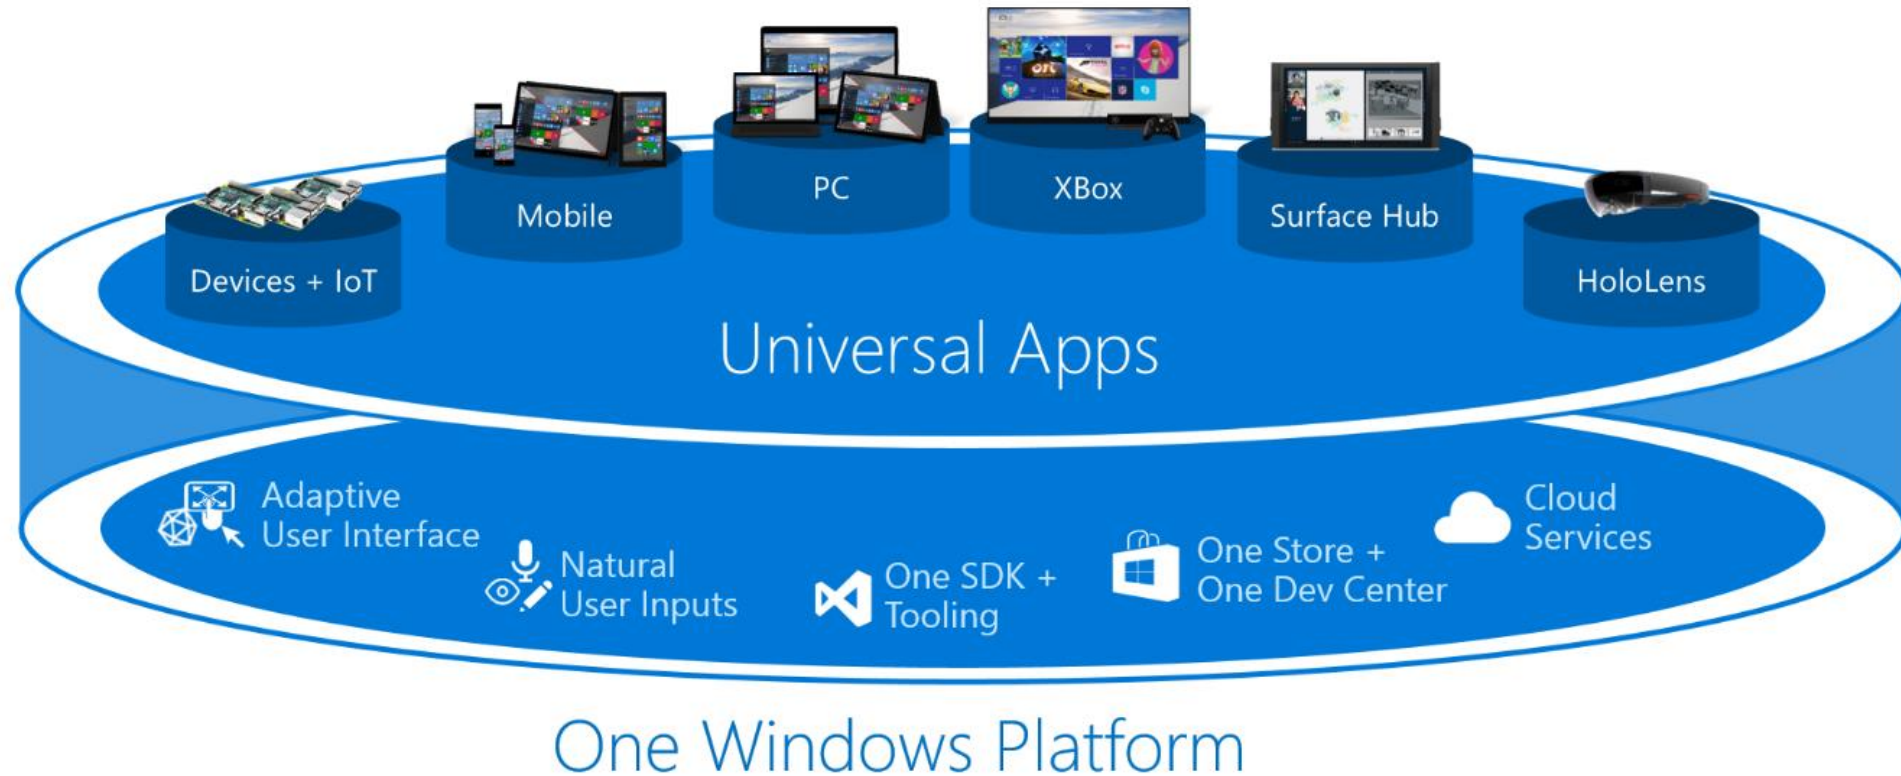 Devices + IoT
Mobile
PC
XBox
Surface Hub
HoloLens
Universal Apps
Adaptive
User Interface
Natural
User Inputs
One SDK +
Tooling
One Store +
One Dev Center
Cloud
Services
One Windows Platform